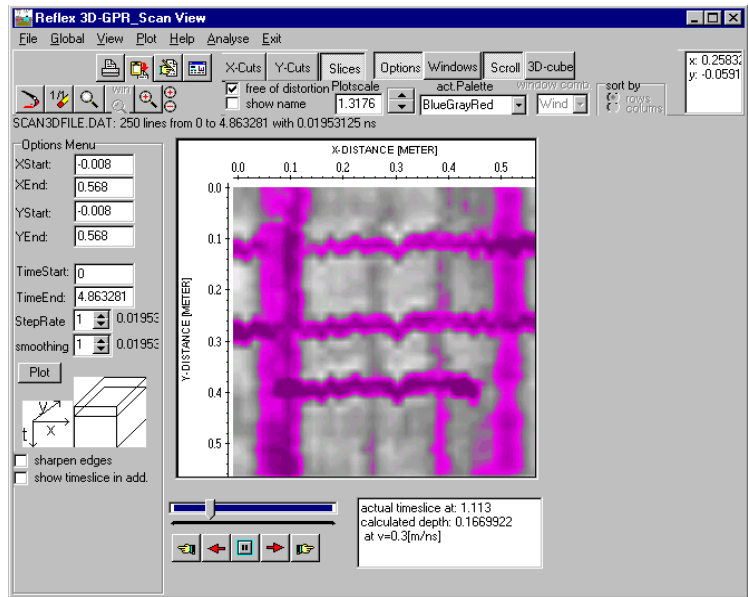 Reflex 3D-GPR_Scan View
File Global View Plot Help Analyse Exit
X-Cuts Y-Cuts Slices Options Windows Scroll 3D-cube
x: 0.2583
y: -0.0591
free of distortion Plotscale act.Palette window comb. sort by
show name 1.3176 BlueGrayRed Wind rows
colums
1/2 win
SCAN3DFILE.DAT: 250 lines from 0 to 4.863281 with 0.01953125 ns
Options Menu
XStart: -0.008
XEnd: 0.568
YStart: -0.008
YEnd: 0.568
TimeStart: 0
TimeEnd: 4.863281
StepRate 1 0.01953
smoothing 1 0.01953
Plot
y
t x
sharpen edges
show timeslice in add.
X-DISTANCE [METER]
0.0 0.1 0.2 0.3 0.4 0.5
Y-DISTANCE [METER]
0.0
0.1
0.2
0.3
0.4
0.5
actual timeslice at: 1.113
calculated depth: 0.1669922
at v=0.3[m/ns]